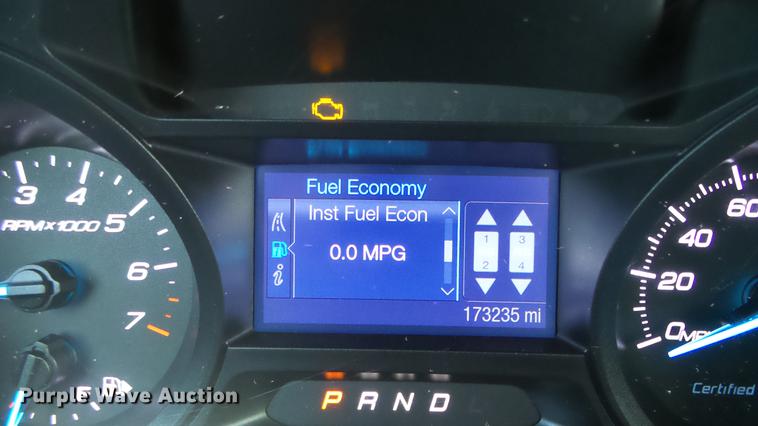 Fuel Economy
Inst Fuel Econ
0.0 MPG
1 3
2 4
173235 mi
3 4 5 6 7
RPMx1000
0 20 40 60
Certified
P R N D L
Purple Wave Auction